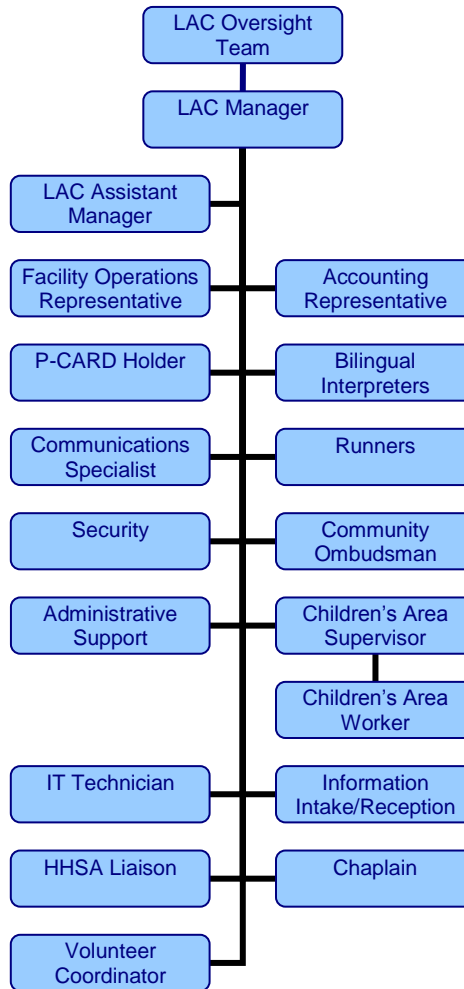 LAC Oversight
Team
LAC Manager
LAC Assistant
Manager
Facility Operations
Representative
Accounting
Representative
P-CARD Holder
Bilingual
Interpreters
Communications
Specialist
Runners
Security
Community
Ombudsman
Administrative
Support
Children’s Area
Supervisor
Children’s Area
Worker
IT Technician
Information
Intake/Reception
HHSA Liaison
Chaplain
Volunteer
Coordinator